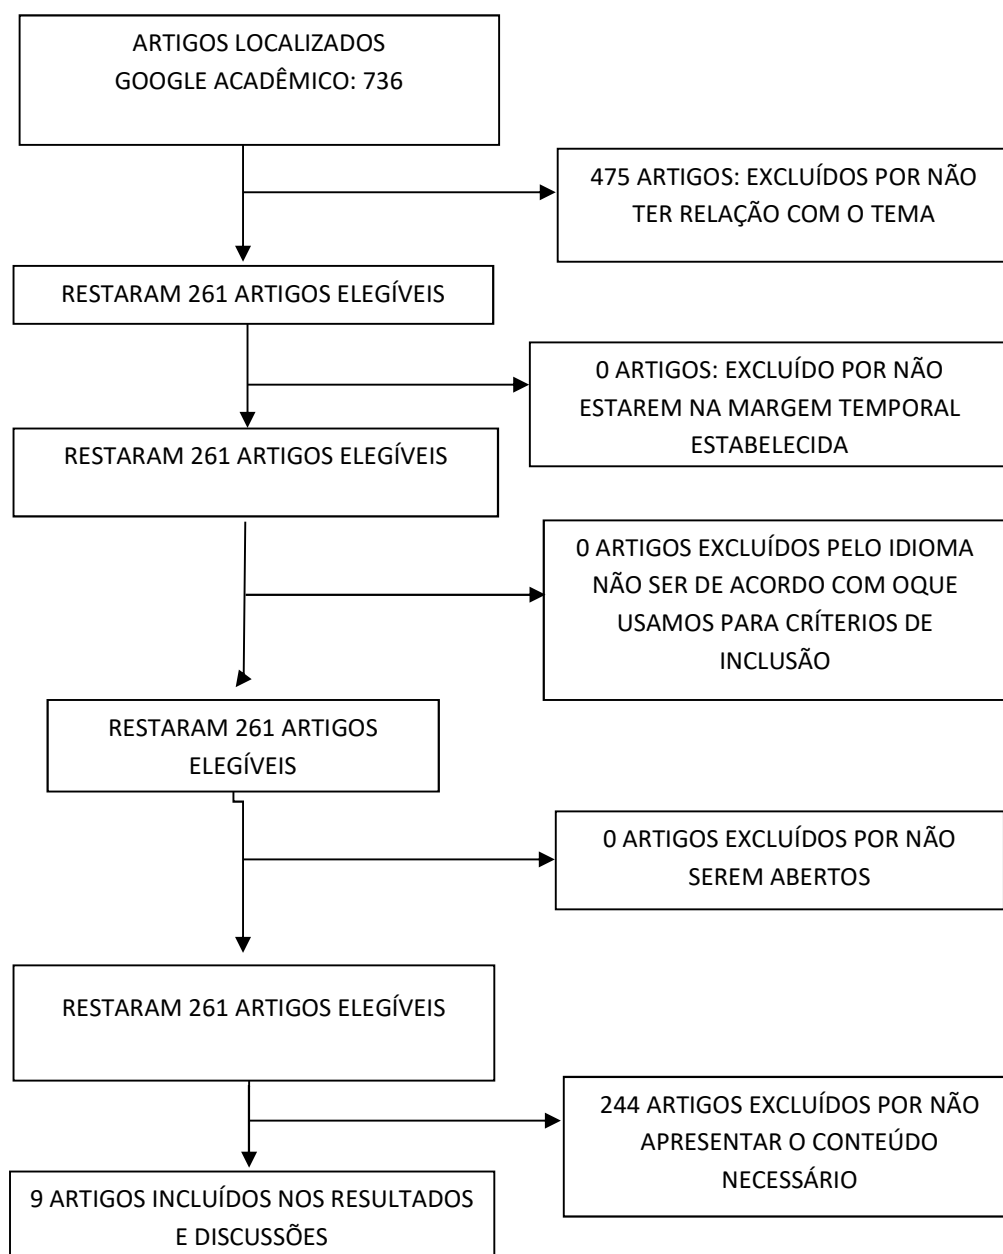 ARTIGOS LOCALIZADOS
GOOGLE ACADÊMICO: 736
475 ARTIGOS: EXCLUÍDOS POR NÃO
TER RELAÇÃO COM O TEMA
RESTARAM 261 ARTIGOS ELEGÍVEIS
0 ARTIGOS: EXCLUÍDO POR NÃO
ESTAREM NA MARGEM TEMPORAL
ESTABELECIDA
RESTARAM 261 ARTIGOS ELEGÍVEIS
0 ARTIGOS EXCLUÍDOS PELO IDIOMA
NÃO SER DE ACORDO COM OQUE
USAMOS PARA CRÍTERIOS DE
INCLUSÃO
RESTARAM 261 ARTIGOS
ELEGÍVEIS
0 ARTIGOS EXCLUÍDOS POR NÃO
SEREM ABERTOS
RESTARAM 261 ARTIGOS ELEGÍVEIS
244 ARTIGOS EXCLUÍDOS POR NÃO
APRESENTAR O CONTEÚDO
NECESSÁRIO
9 ARTIGOS INCLUÍDOS NOS RESULTADOS
E DISCUSSÕES